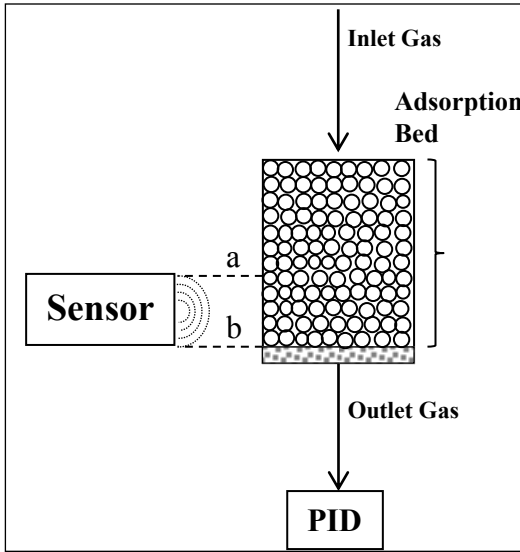 Inlet Gas
Adsorption
Bed
a
Sensor
b
Outlet Gas
PID